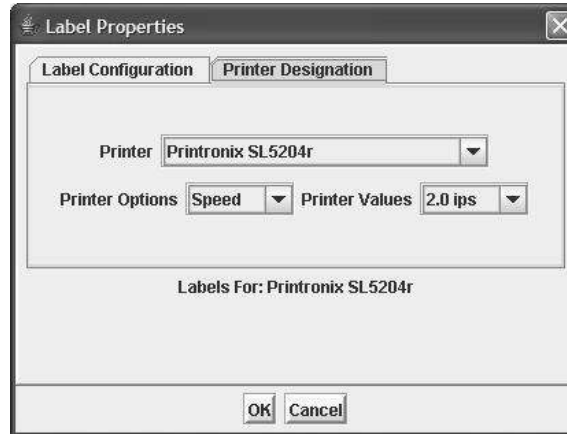 Label Properties
Label Configuration Printer Designation
Printer Printronix SL5204r
Printer Options Speed Printer Values 2.0 ips
Labels For: Printronix SL5204r
OK Cancel